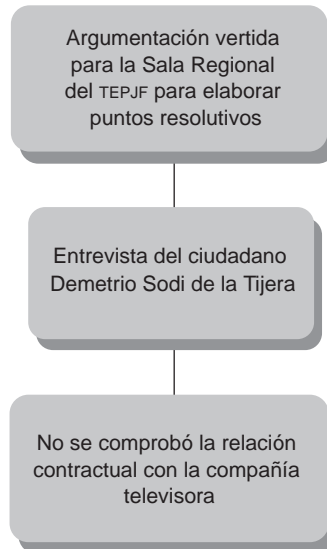 Argumentación vertida
para la Sala Regional
del TEPJF para elaborar
puntos resolutivos
Entrevista del ciudadano
Demetrio Sodi de la Tijera
No se comprobó la relación
contractual con la compañía
televisora